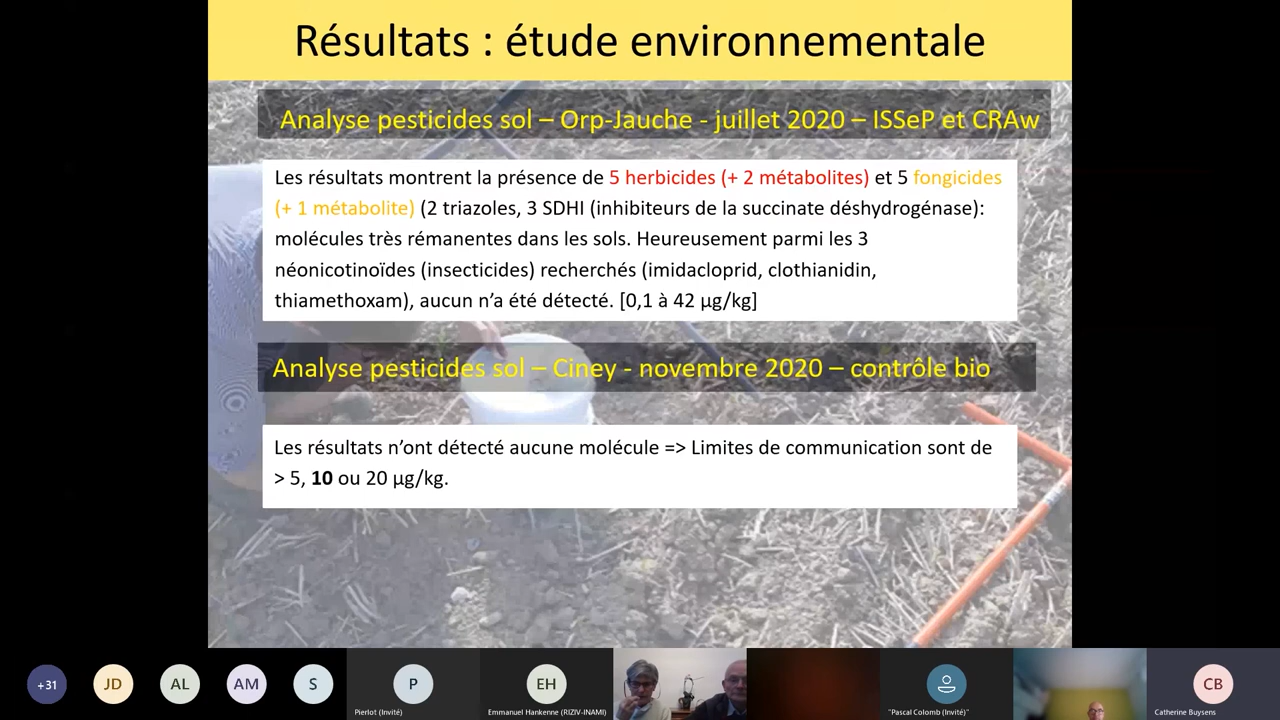 Résultats : étude environnementale
Analyse pesticides sol – Orp-Jauche - juillet 2020 – ISSeP et CRAw
Les résultats montrent la présence de 5 herbicides (+ 2 métabolites) et 5 fongicides
(+ 1 métabolite) (2 triazoles, 3 SDHI (inhibiteurs de la succinate déshydrogénase):
molécules très rémanentes dans les sols. Heureusement parmi les 3
néonicotinoïdes (insecticides) recherchés (imidacloprid, clothianidin,
thiamethoxam), aucun n’a été détecté. [0,1 à 42 µg/kg]
Analyse pesticides sol – Ciney - novembre 2020 – contrôle bio
Les résultats n’ont détecté aucune molécule => Limites de communication sont de
> 5, 10 ou 20 µg/kg.
+31
JD
AL
AM
S
P
EH
CB
Pierlot (Invité)
Emmanuel Hankenne (RIZIV-INAMI)
"Pascal Colomb (Invité)"
Catherine Buysens